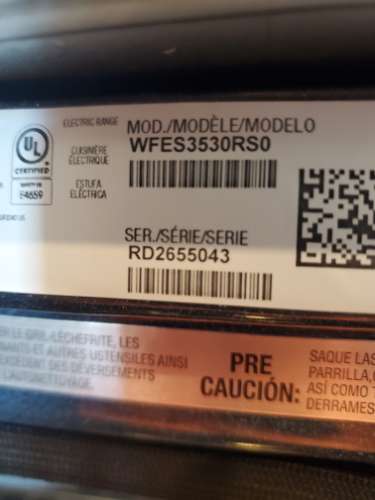 ELECTRIC RANGE
CUISINIÈRE
ÉLECTRIQUE
ESTUFA
ELÉCTRICA
UL
E4659
MOD./MODÈLE/MODELO
WFES3530RS0
SER./SÉRIE/SERIE
RD2655043
LE GRIL-LÈCHEFRITE, LES
ET AUTRES USTENSILES AINSI
DES DÉVERSEMENTS
L'AUTONETTOYAGE.
PRE
CAUCIÓN:
SAQUE LAS
PARRILLA,
ASÍ COMO
DERRAMES